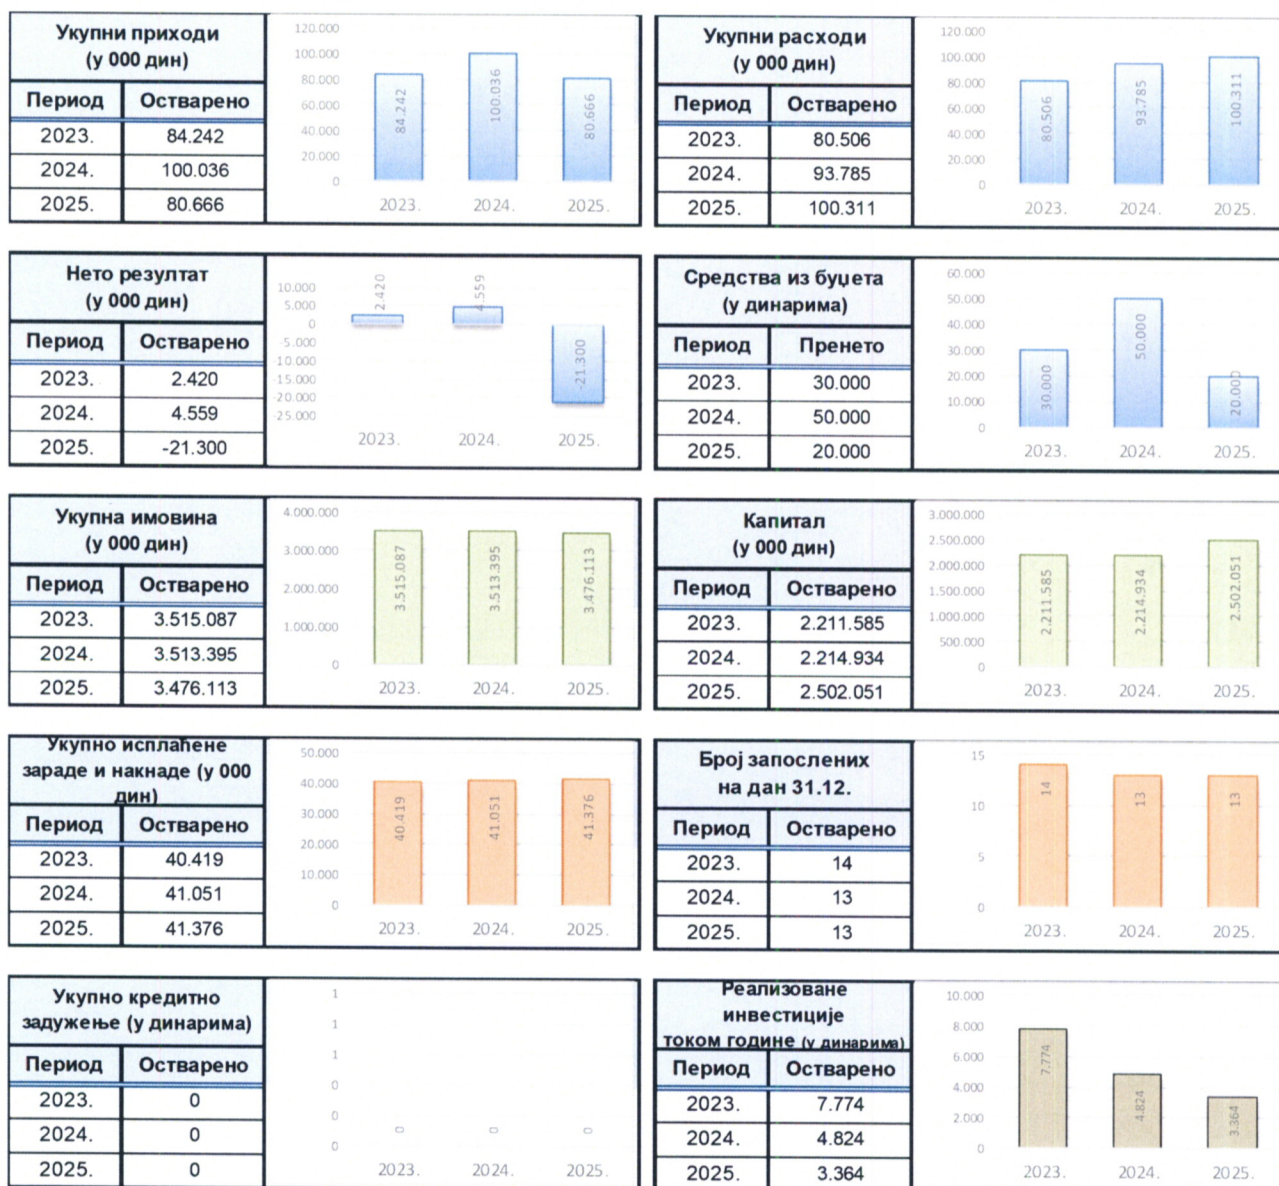 Укупни приходи
(у 000 дин)
Период Остварено
2023. 84.242
2024. 100.036
2025. 80.666
120.000
100.000
80.000
60.000
40.000
20.000
0
84.242
100.036
80.666
2023. 2024. 2025.
Укупни расходи
(у 000 дин)
Период Остварено
2023. 80.506
2024. 93.785
2025. 100.311
120.000
100.000
80.000
60.000
40.000
20.000
0
80.506
93.785
100.311
2023. 2024. 2025.
Нето резултат
(у 000 дин)
Период Остварено
2023. 2.420
2024. 4.559
2025. -21.300
10.000
5.000
0
-5.000
-10.000
-15.000
-20.000
-25.000
2.420
4.559
-21.300
2023. 2024. 2025.
Средства из буџета
(у динарима)
Период Пренето
2023. 30.000
2024. 50.000
2025. 20.000
60.000
50.000
40.000
30.000
20.000
10.000
0
30.000
50.000
20.000
2023. 2024. 2025.
Укупна имовина
(у 000 дин)
Период Остварено
2023. 3.515.087
2024. 3.513.395
2025. 3.476.113
4.000.000
3.000.000
2.000.000
1.000.000
0
3.515.087
3.513.395
3.476.113
2023. 2024. 2025.
Капитал
(у 000 дин)
Период Остварено
2023. 2.211.585
2024. 2.214.934
2025. 2.502.051
3.000.000
2.500.000
2.000.000
1.500.000
1.000.000
500.000
0
2.211.585
2.214.934
2.502.051
2023. 2024. 2025.
Укупно исплаћене
зараде и накнаде (у 000
дин)
Период Остварено
2023. 40.419
2024. 41.051
2025. 41.376
50.000
40.000
30.000
20.000
10.000
0
40.419
41.051
41.376
2023. 2024. 2025.
Број запослених
на дан 31.12.
Период Остварено
2023. 14
2024. 13
2025. 13
15
10
5
0
14
13
13
2023. 2024. 2025.
Укупно кредитно
задужење (у динарима)
Период Остварено
2023. 0
2024. 0
2025. 0
1
1
1
0
0
0
0
0
0
2023. 2024. 2025.
Реализоване
инвестиције
током године (у динарима)
Период Остварено
2023. 7.774
2024. 4.824
2025. 3.364
10.000
8.000
6.000
4.000
2.000
0
7.774
4.824
3.364
2023. 2024. 2025.